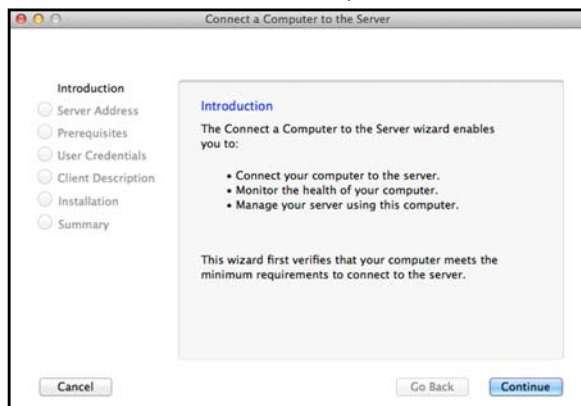 Connect a Computer to the Server
Introduction
Server Address
Prerequisites
User Credentials
Client Description
Installation
Summary
Introduction
The Connect a Computer to the Server wizard enables
you to:
• Connect your computer to the server.
• Monitor the health of your computer.
• Manage your server using this computer.
This wizard first verifies that your computer meets the
minimum requirements to connect to the server.
Cancel
Go Back
Continue